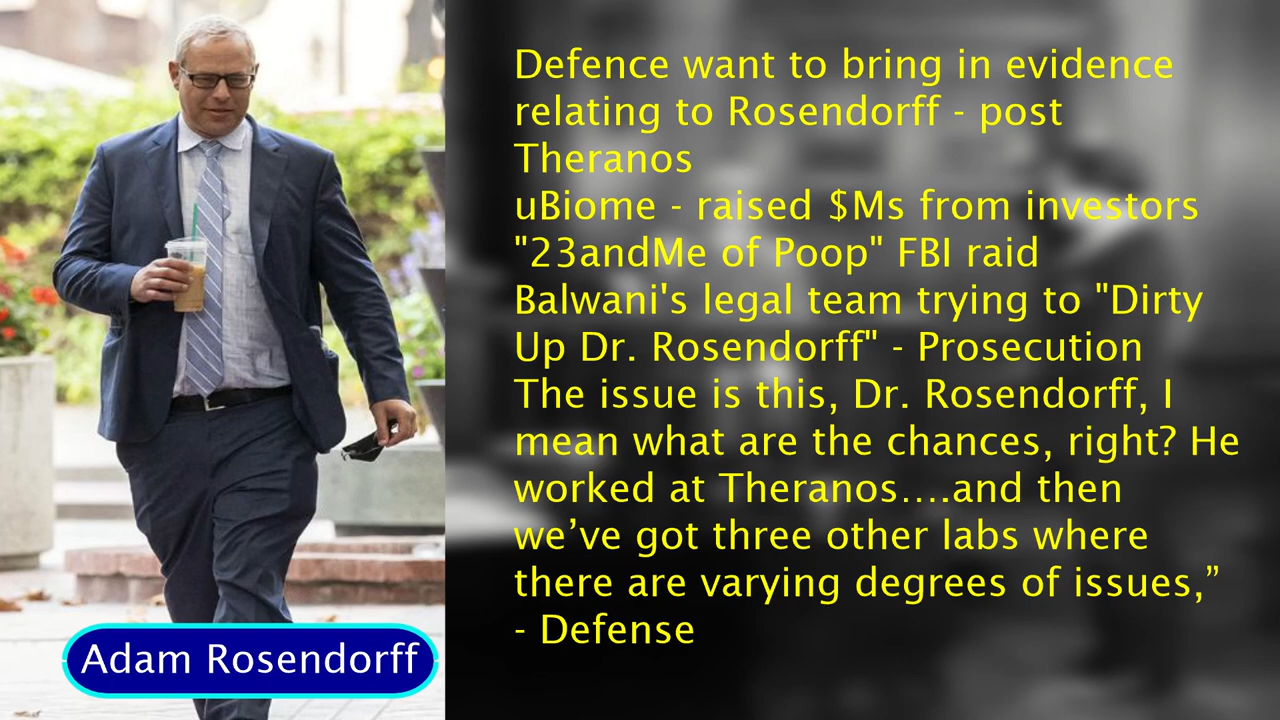 Defence want to bring in evidence
relating to Rosendorff - post
Theranos
uBiome - raised $Ms from investors
"23andMe of Poop" FBI raid
Balwani's legal team trying to "Dirty
Up Dr. Rosendorff" - Prosecution
The issue is this, Dr. Rosendorff, I
mean what are the chances, right? He
worked at Theranos....and then
we’ve got three other labs where
there are varying degrees of issues,”
- Defense
Adam Rosendorff